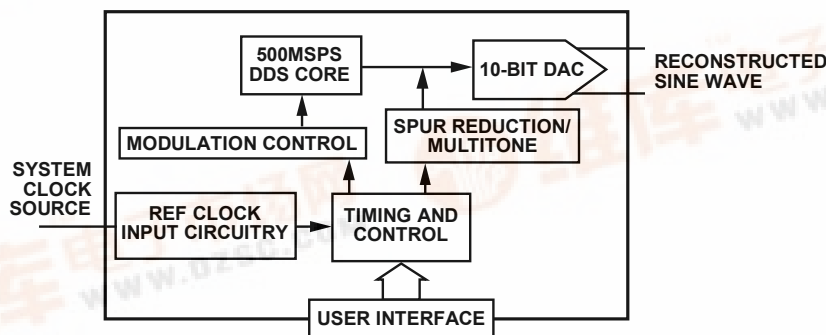 500MSPS
DDS CORE
10-BIT DAC
RECONSTRUCTED
SINE WAVE
MODULATION CONTROL
SPUR REDUCTION/
MULTITONE
SYSTEM
CLOCK
SOURCE
REF CLOCK
INPUT CIRCUITRY
TIMING AND
CONTROL
USER INTERFACE